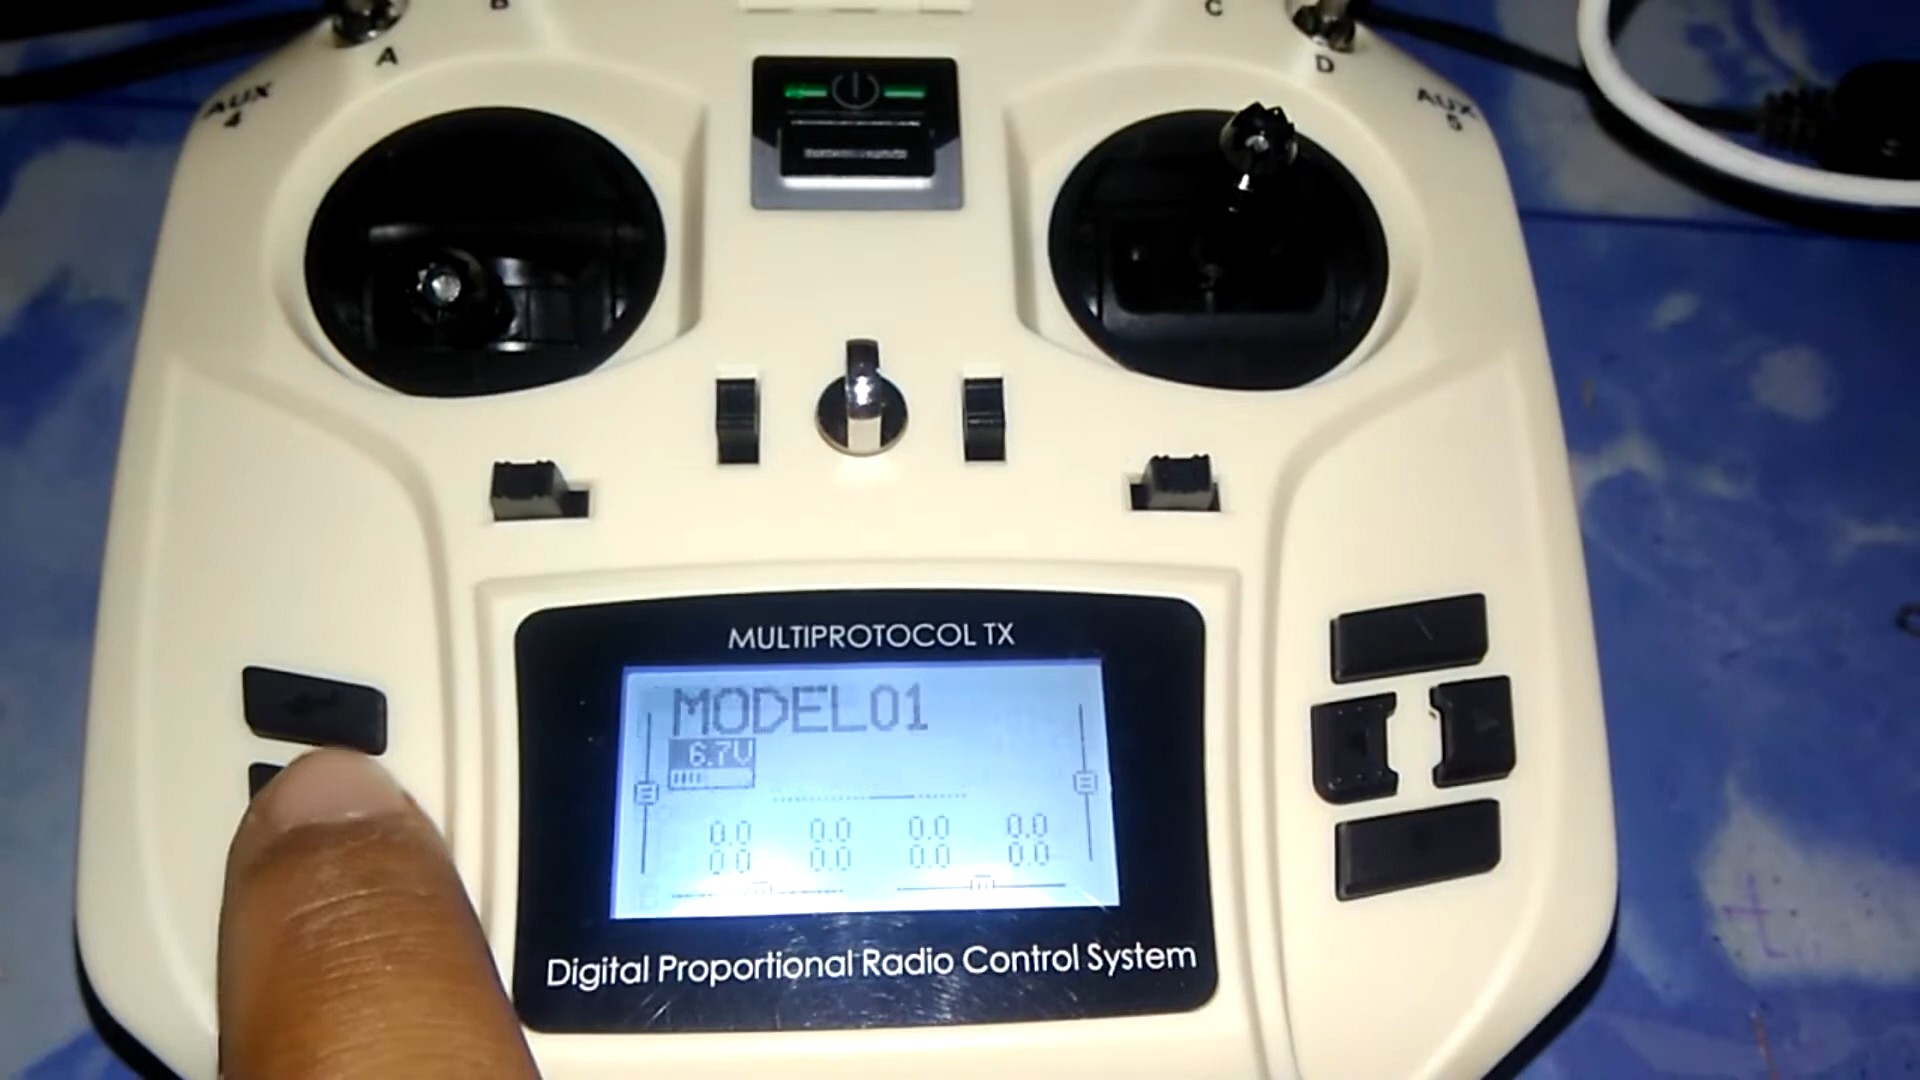 B
C
A
D
AUX
4
AUX
5
MULTIPROTOCOL TX
MODEL01
6.7V
0.0 0.0 0.0 0.0
0.0 0.0 0.0 0.0
Digital Proportional Radio Control System